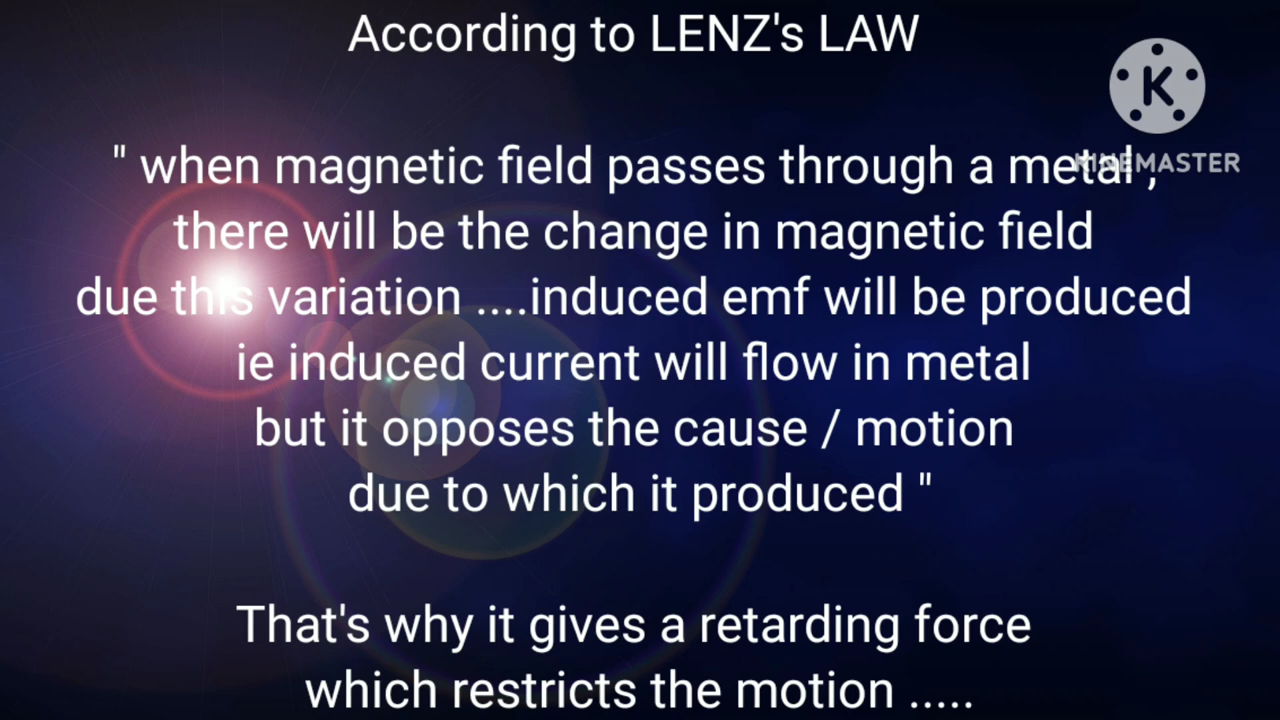 According to LENZ's LAW
K
KINEMASTER
" when magnetic field passes through a metal ,
there will be the change in magnetic field
due this variation ....induced emf will be produced
ie induced current will flow in metal
but it opposes the cause / motion
due to which it produced "
That's why it gives a retarding force
which restricts the motion .....